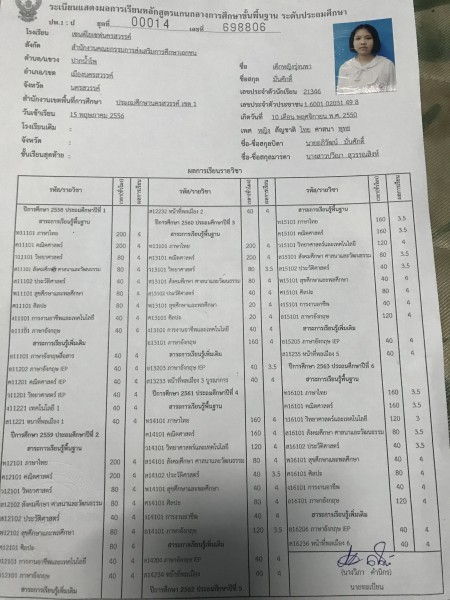 ระเบียนแสดงผลการเรียนหลักสูตรแกนกลางการศึกษาขั้นพื้นฐาน ระดับประถมศึกษา
ปพ.1 : ป ชุดที่ 00014 เลขที่ 698806
โรงเรียน เซนต์โยเซฟนครสวรรค์
สังกัด สำนักงานคณะกรรมการส่งเสริมการศึกษาเอกชน
ตำบล/แขวง ปากน้ำโพ
อำเภอ/เขต เมืองนครสวรรค์
จังหวัด นครสวรรค์
สำนักงานเขตพื้นที่การศึกษา ประถมศึกษานครสวรรค์ เขต 1
วันเข้าเรียน 15 พฤษภาคม 2556
โรงเรียนเดิม :
จังหวัด :
ชั้นเรียนสุดท้าย :
ชื่อ เด็กหญิงรุ่งนภา
ชื่อสกุล มั่นศักดิ์
เลขประจำตัวนักเรียน 21346
เลขประจำตัวประชาชน
เกิดวันที่ 10 เดือน พฤศจิกายน พ.ศ. 2550
เพศ หญิง สัญชาติ ไทย ศาสนา พุทธ
ชื่อ-ชื่อสกุลบิดา มั่นศักดิ์
ชื่อ-ชื่อสกุลมารดา
ผลการเรียนรายวิชา
รหัส/รายวิชา
ปีการศึกษา 2558 ประถมศึกษาปีที่ 1
สาระการเรียนรู้พื้นฐาน
ท11101 ภาษาไทย 200 4
ค11101 คณิตศาสตร์ 200 4
ว11101 วิทยาศาสตร์ 80 4
ส11101 สังคมศึกษา ศาสนาและวัฒนธรรม 80 4
ส11102 ประวัติศาสตร์ 40 4
พ11101 สุขศึกษาและพลศึกษา 80 4
ศ11101 ศิลปะ 80 4
ง11101 การงานอาชีพและเทคโนโลยี 40 4
ภาษาอังกฤษ 40 4
สาระการเรียนรู้เพิ่มเติม
อ11201 ภาษาอังกฤษสื่อสาร 40 4
อ11202 ภาษาอังกฤษ IEP 40 4
ค11201 คณิตศาสตร์ IEP 40 4
ว11201 วิทยาศาสตร์ IEP 40 4
ง11221 เทคโนโลยี 1 40 4
ส11221 หน้าที่พลเมือง 1 40 4
ปีการศึกษา 2559 ประถมศึกษาปีที่ 2
สาระการเรียนรู้พื้นฐาน
ท12101 ภาษาไทย 200 4
ค12101 คณิตศาสตร์ 200 4
ว12101 วิทยาศาสตร์ 80 4
ส12101 สังคมศึกษา ศาสนาและวัฒนธรรม 80 4
ส12102 ประวัติศาสตร์ 40 4
พ12101 สุขศึกษาและพลศึกษา 80 4
ศ12101 ศิลปะ 80 4
ง12101 การงานอาชีพและเทคโนโลยี 40 4
อ12101 ภาษาอังกฤษ 40 4
สาระการเรียนรู้เพิ่มเติม
รหัส/รายวิชา
ส12232 หน้าที่พลเมือง 2 40 4
ปีการศึกษา 2560 ประถมศึกษาปีที่ 3
สาระการเรียนรู้พื้นฐาน
ท13101 ภาษาไทย 200 4
ค13101 คณิตศาสตร์ 200 4
ว13101 วิทยาศาสตร์ 80 4
ส13101 สังคมศึกษา ศาสนาและวัฒนธรรม 80 4
ส13102 ประวัติศาสตร์ 40 4
พ13101 สุขศึกษาและพลศึกษา 20 4
ศ13101 ศิลปะ 20 4
ง13101 การงานอาชีพและเทคโนโลยี 40 4
อ13101 ภาษาอังกฤษ 160 4
สาระการเรียนรู้เพิ่มเติม
อ13203 ภาษาอังกฤษ IEP 40 3.5
ส13233 หน้าที่พลเมือง 3 บูรณาการ 40 4
ปีการศึกษา 2561 ประถมศึกษาปีที่ 4
สาระการเรียนรู้พื้นฐาน
ท14101 ภาษาไทย 160 4
ค14101 คณิตศาสตร์ 160 4
ว14101 วิทยาศาสตร์และเทคโนโลยี 80 4
ส14101 สังคมศึกษา ศาสนาและวัฒนธรรม 80 4
ส14102 ประวัติศาสตร์ 40 3.5
พ14101 สุขศึกษาและพลศึกษา 40 4
ศ14101 ศิลปะ 80 4
ง14101 การงานอาชีพ 40 4
อ14101 ภาษาอังกฤษ 120 3.5
สาระการเรียนรู้เพิ่มเติม
ภาษาอังกฤษ IEP 40 4
ส14234 หน้าที่พลเมือง 40 4
ปีการศึกษา 2562 ประถมศึกษาปีที่ 5
รหัส/รายวิชา
สาระการเรียนรู้พื้นฐาน
ท15101 ภาษาไทย 160 3.5
ค15101 คณิตศาสตร์ 160 3.5
ว15101 วิทยาศาสตร์และเทคโนโลยี 120 4
ส15101 สังคมศึกษา ศาสนาและวัฒนธรรม 80 3.5
ส15102 ประวัติศาสตร์ 40 3.5
พ15101 สุขศึกษาและพลศึกษา 40 4
ศ15101 ศิลปะ 80 4
ง15101 การงานอาชีพ 40 4
อ15101 ภาษาอังกฤษ 120 4
สาระการเรียนรู้เพิ่มเติม
อ15205 ภาษาอังกฤษ IEP 40 4
ส15235 หน้าที่พลเมือง 5 40 4
ปีการศึกษา 2563 ประถมศึกษาปีที่ 6
สาระการเรียนรู้พื้นฐาน
ท16101 ภาษาไทย 160 3.5
ค16101 คณิตศาสตร์ 160 3.5
ว16101 วิทยาศาสตร์และเทคโนโลยี 120 3
ส16101 สังคมศึกษา ศาสนาและวัฒนธรรม 80 3.5
ส16102 ประวัติศาสตร์ 40 3.5
พ16101 สุขศึกษาและพลศึกษา 40 4
ศ16101 ศิลปะ 80 4
ง16101 การงานอาชีพ 40 4
อ16101 ภาษาอังกฤษ 120 4
สาระการเรียนรู้เพิ่มเติม
อ16206 ภาษาอังกฤษ IEP 40 4
ส16236 หน้าที่พลเมือง 6 40 4
นายทะเบียน